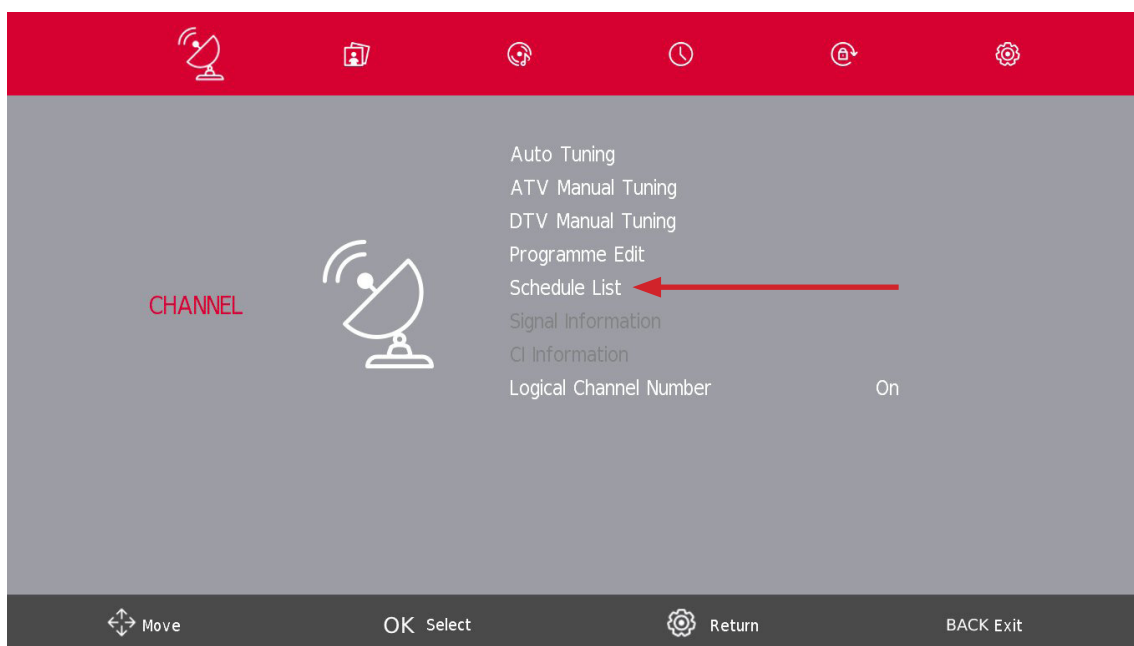 CHANNEL
Auto Tuning
ATV Manual Tuning
DTV Manual Tuning
Programme Edit
Schedule List
Signal Information
CI Information
Logical Channel Number On
Move OK Select Return BACK Exit